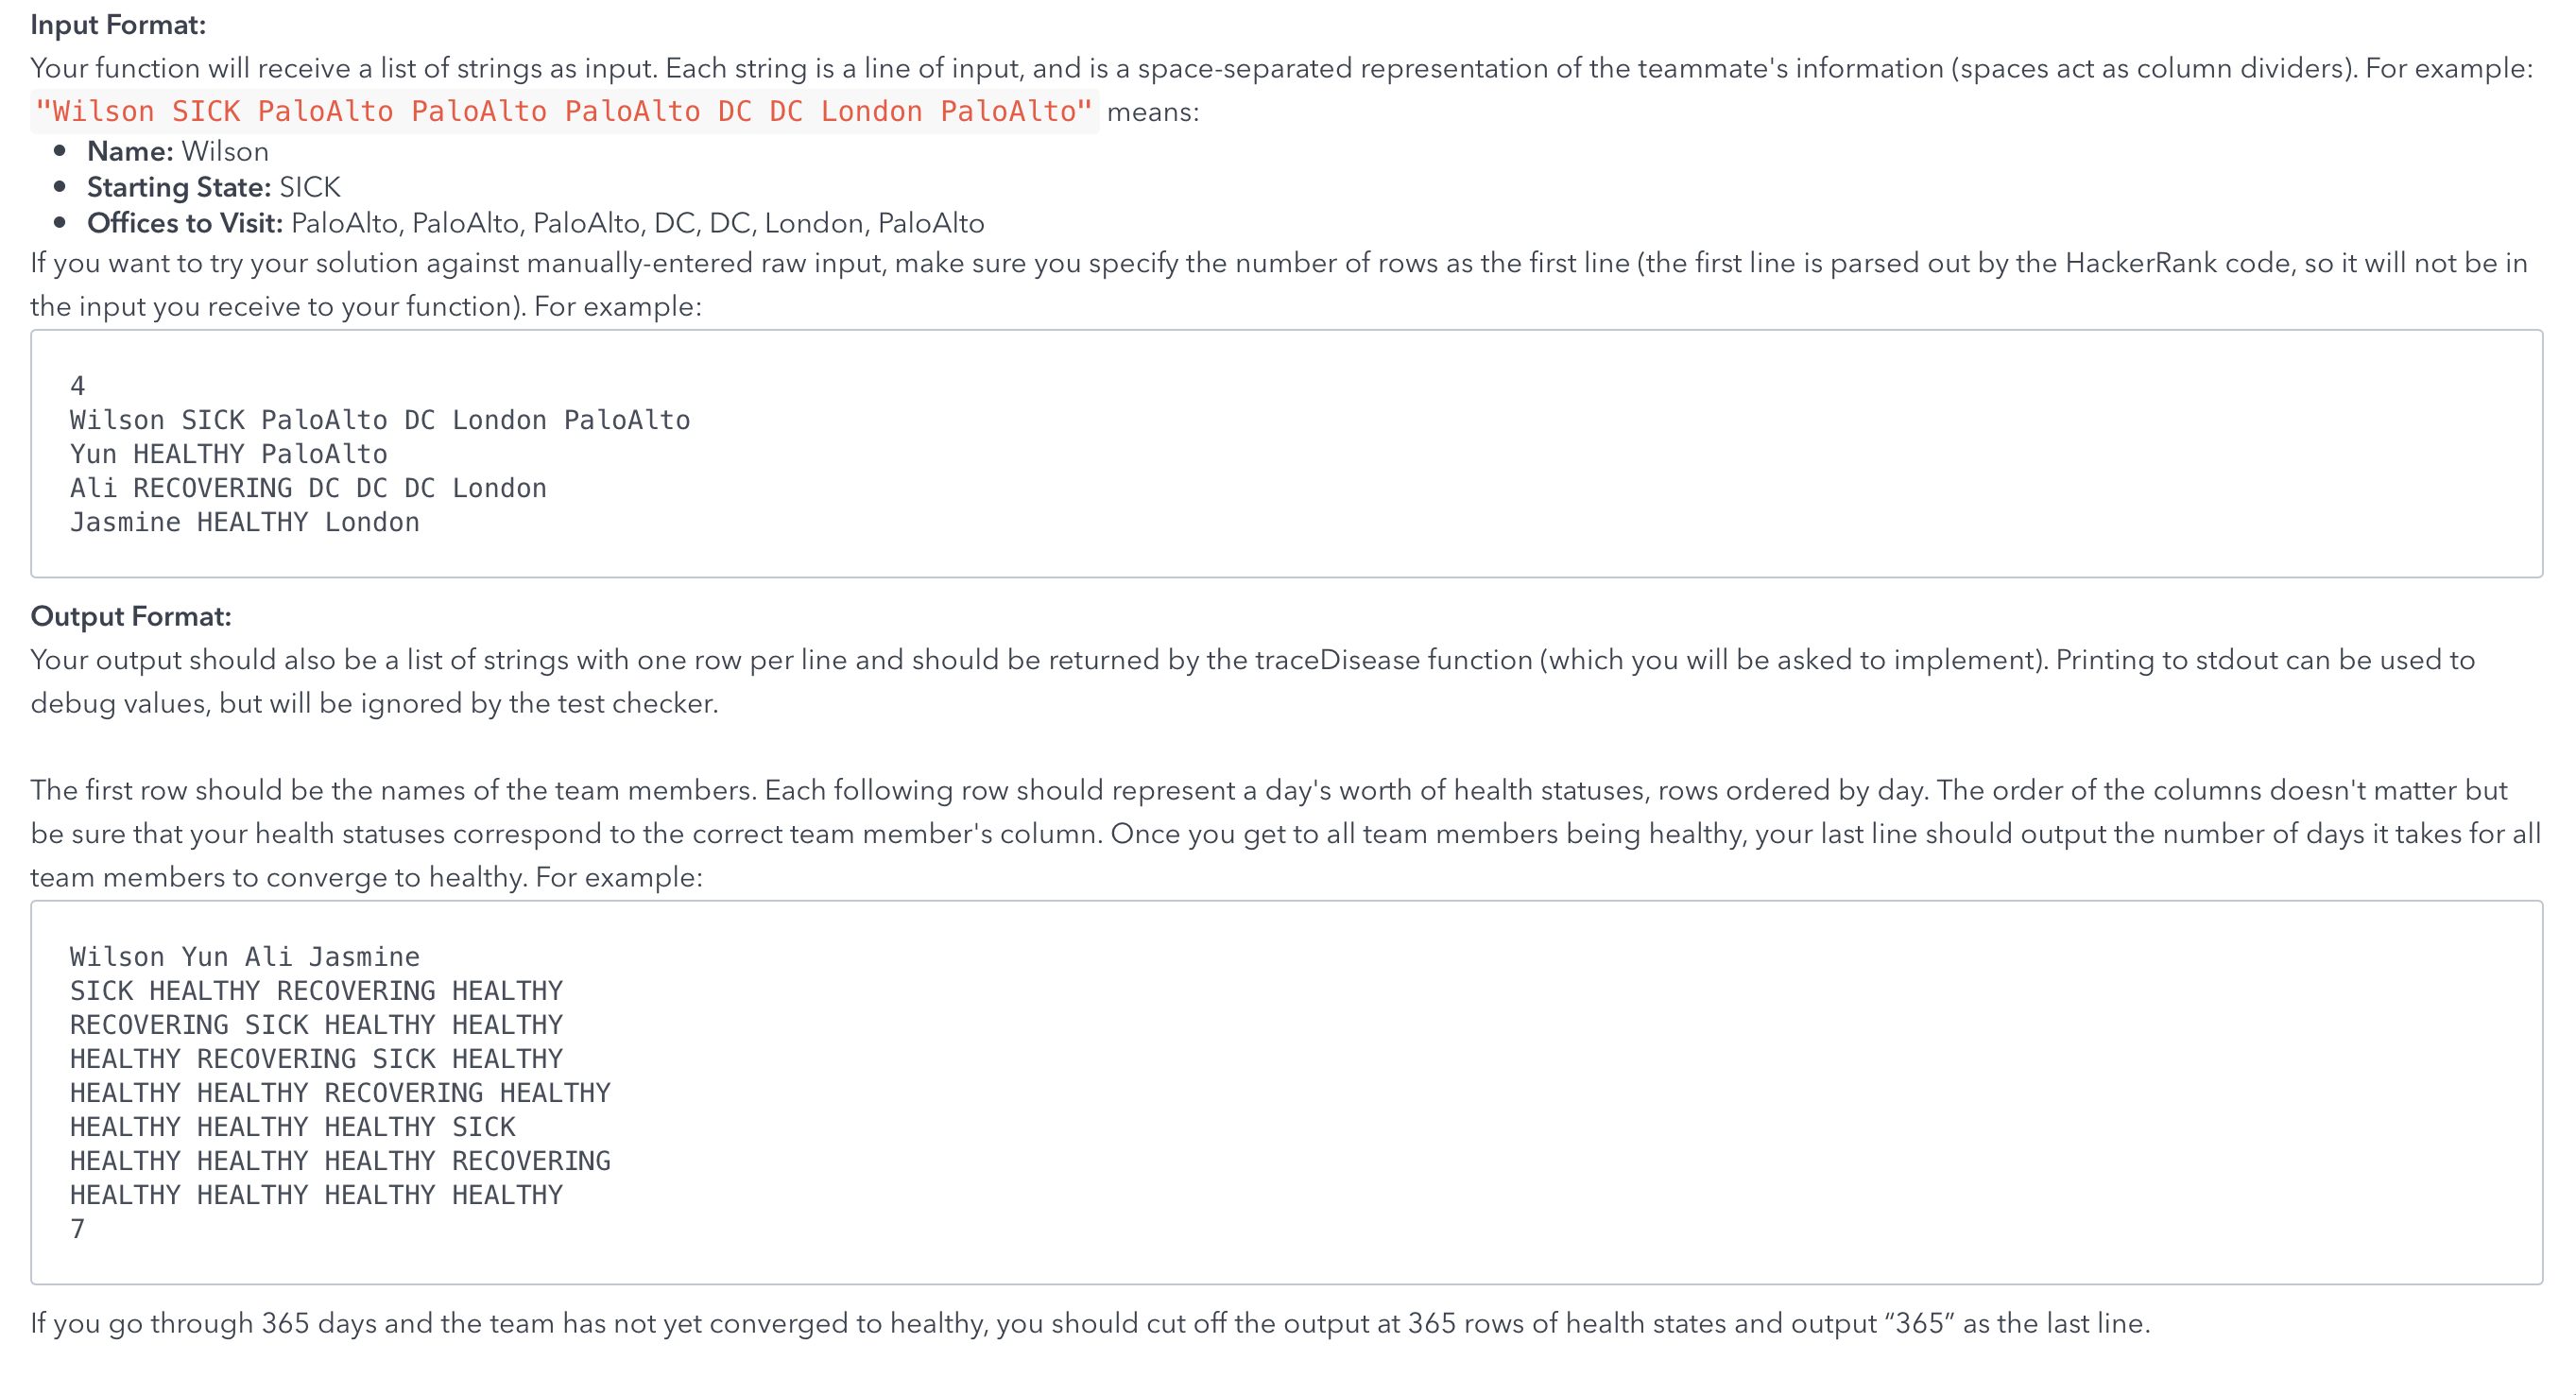 Input Format:
Your function will receive a list of strings as input. Each string is a line of input, and is a space-separated representation of the teammate's information (spaces act as column dividers). For example:
"Wilson SICK PaloAlto PaloAlto PaloAlto DC DC London PaloAlto" means:
• Name: Wilson
• Starting State: SICK
• Offices to Visit: PaloAlto, PaloAlto, PaloAlto, DC, DC, London, PaloAlto
If you want to try your solution against manually-entered raw input, make sure you specify the number of rows as the first line (the first line is parsed out by the HackerRank code, so it will not be in
the input you receive to your function). For example:
4
Wilson SICK PaloAlto DC London PaloAlto
Yun HEALTHY PaloAlto
Ali RECOVERING DC DC DC London
Jasmine HEALTHY London
Output Format:
Your output should also be a list of strings with one row per line and should be returned by the traceDisease function (which you will be asked to implement). Printing to stdout can be used to
debug values, but will be ignored by the test checker.
The first row should be the names of the team members. Each following row should represent a day's worth of health statuses, rows ordered by day. The order of the columns doesn't matter but
be sure that your health statuses correspond to the correct team member's column. Once you get to all team members being healthy, your last line should output the number of days it takes for all
team members to converge to healthy. For example:
Wilson Yun Ali Jasmine
SICK HEALTHY RECOVERING HEALTHY
RECOVERING SICK HEALTHY HEALTHY
HEALTHY RECOVERING SICK HEALTHY
HEALTHY HEALTHY RECOVERING HEALTHY
HEALTHY HEALTHY HEALTHY SICK
HEALTHY HEALTHY HEALTHY RECOVERING
HEALTHY HEALTHY HEALTHY HEALTHY
7
If you go through 365 days and the team has not yet converged to healthy, you should cut off the output at 365 rows of health states and output “365” as the last line.